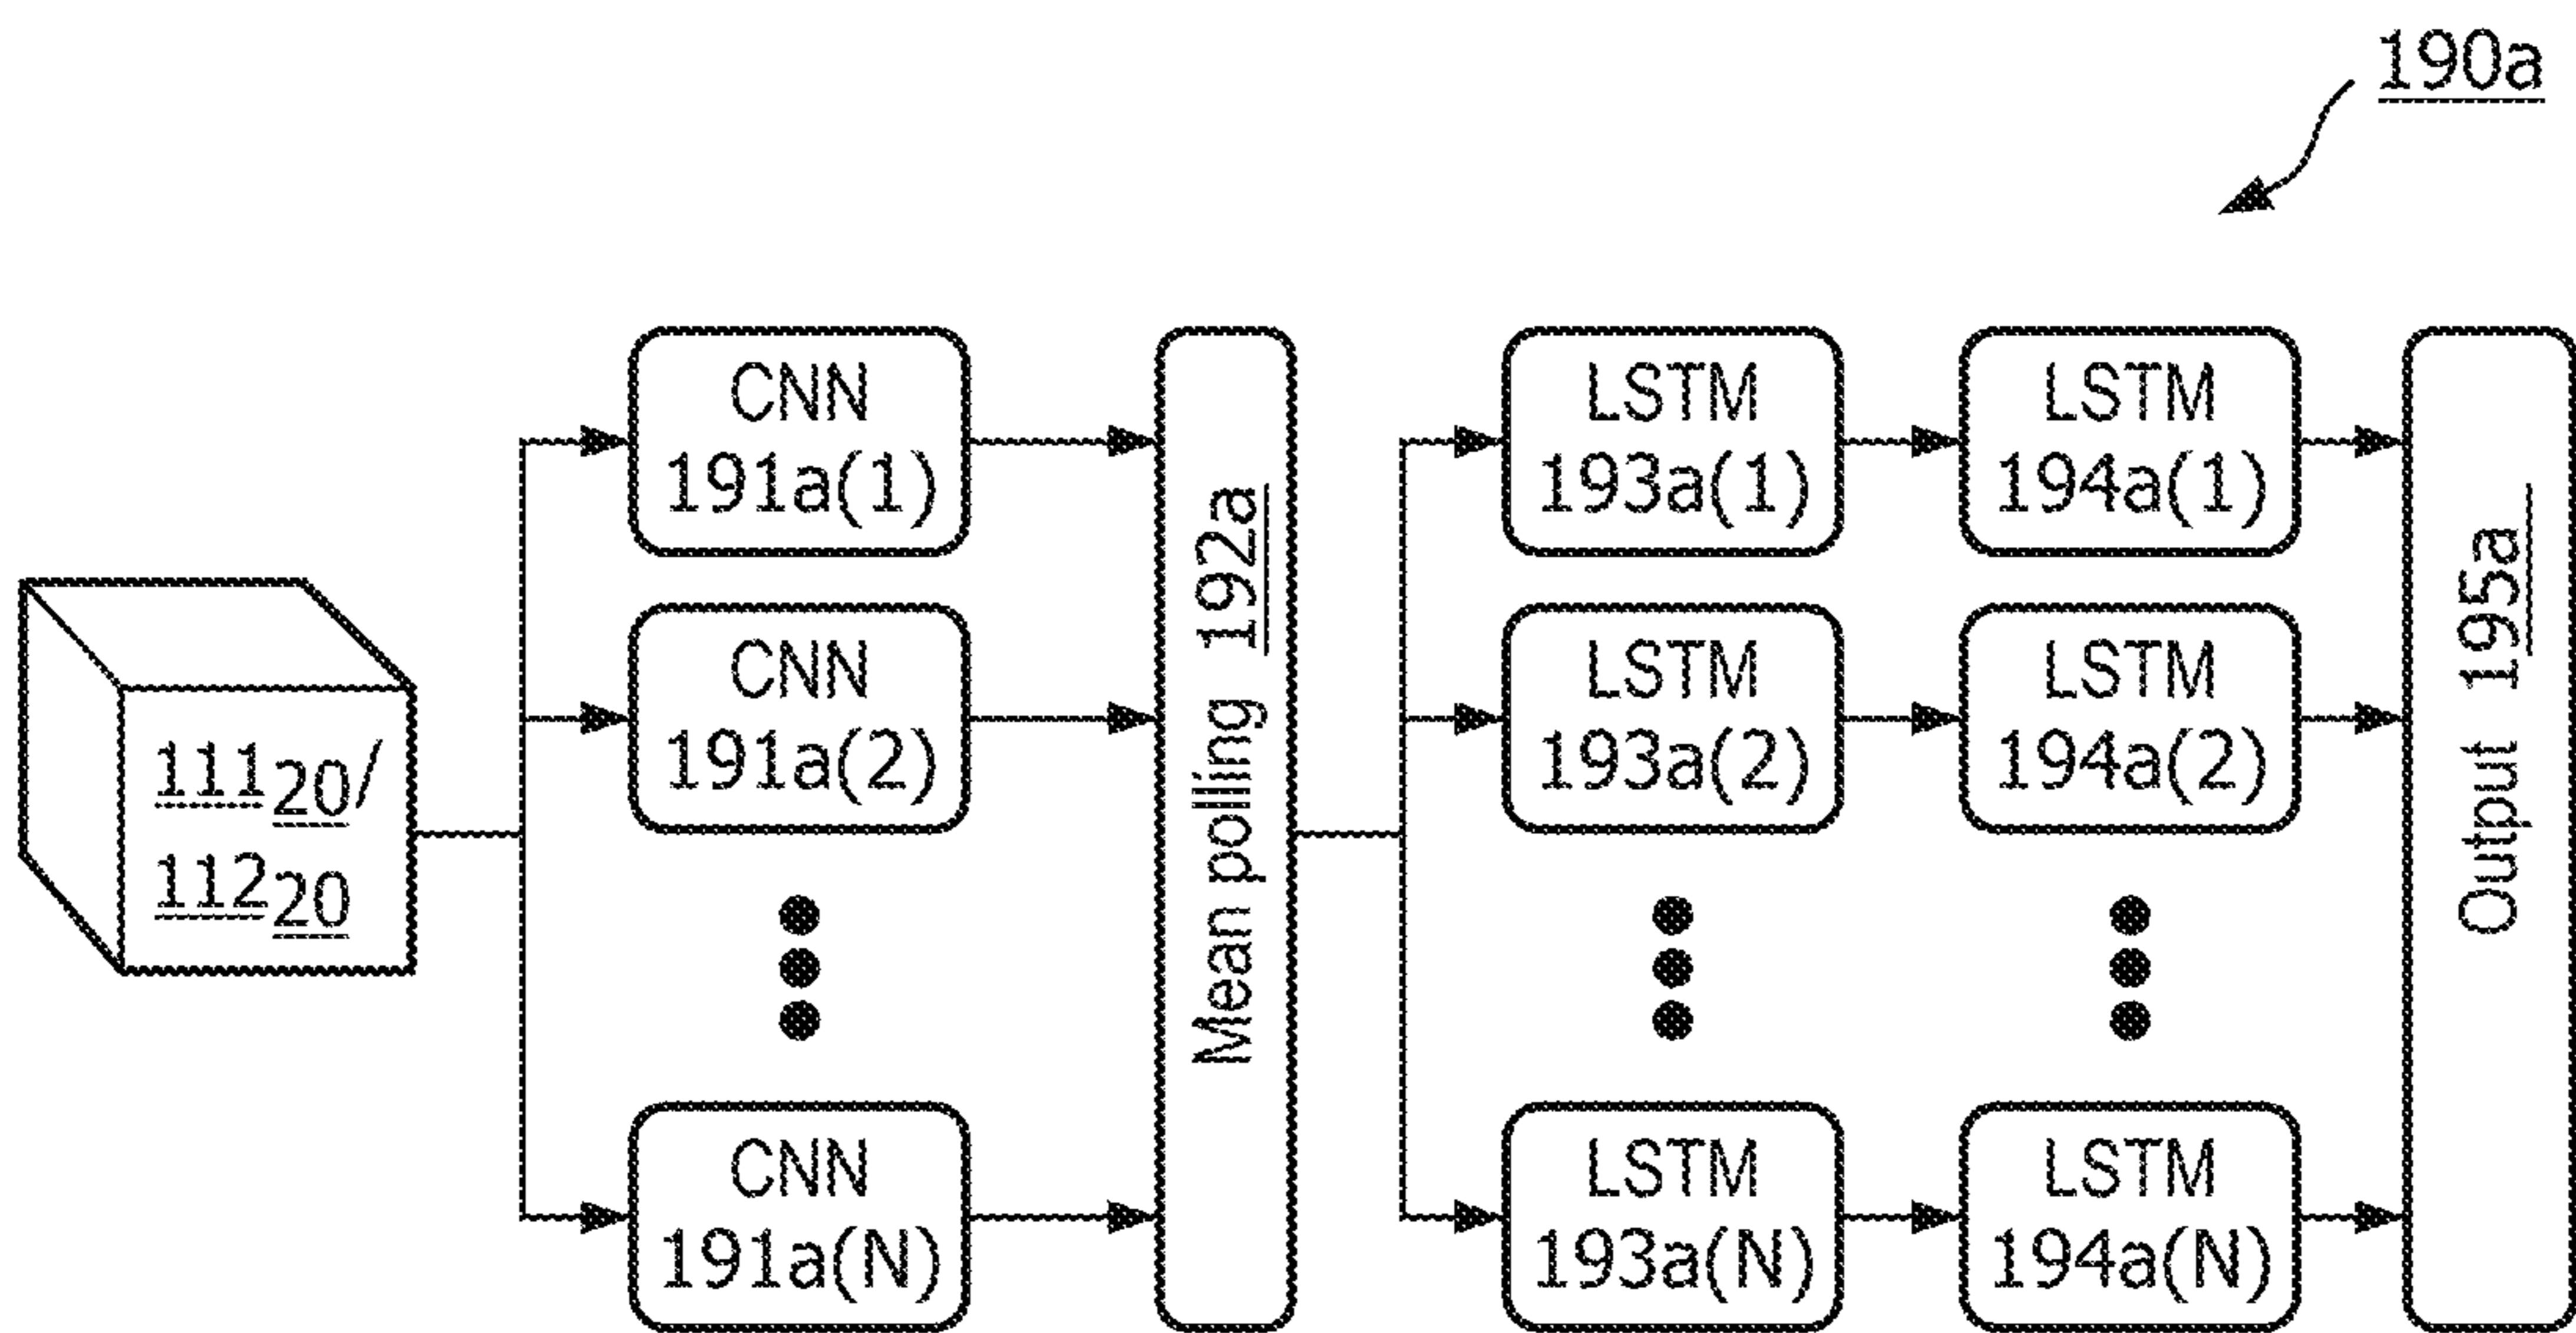 190a
11120/
11220
CNN
191a(1)
CNN
191a(2)
CNN
191a(N)
Mean polling 192a
LSTM
193a(1)
LSTM
193a(2)
LSTM
193a(N)
LSTM
194a(1)
LSTM
194a(2)
LSTM
194a(N)
Output 195a